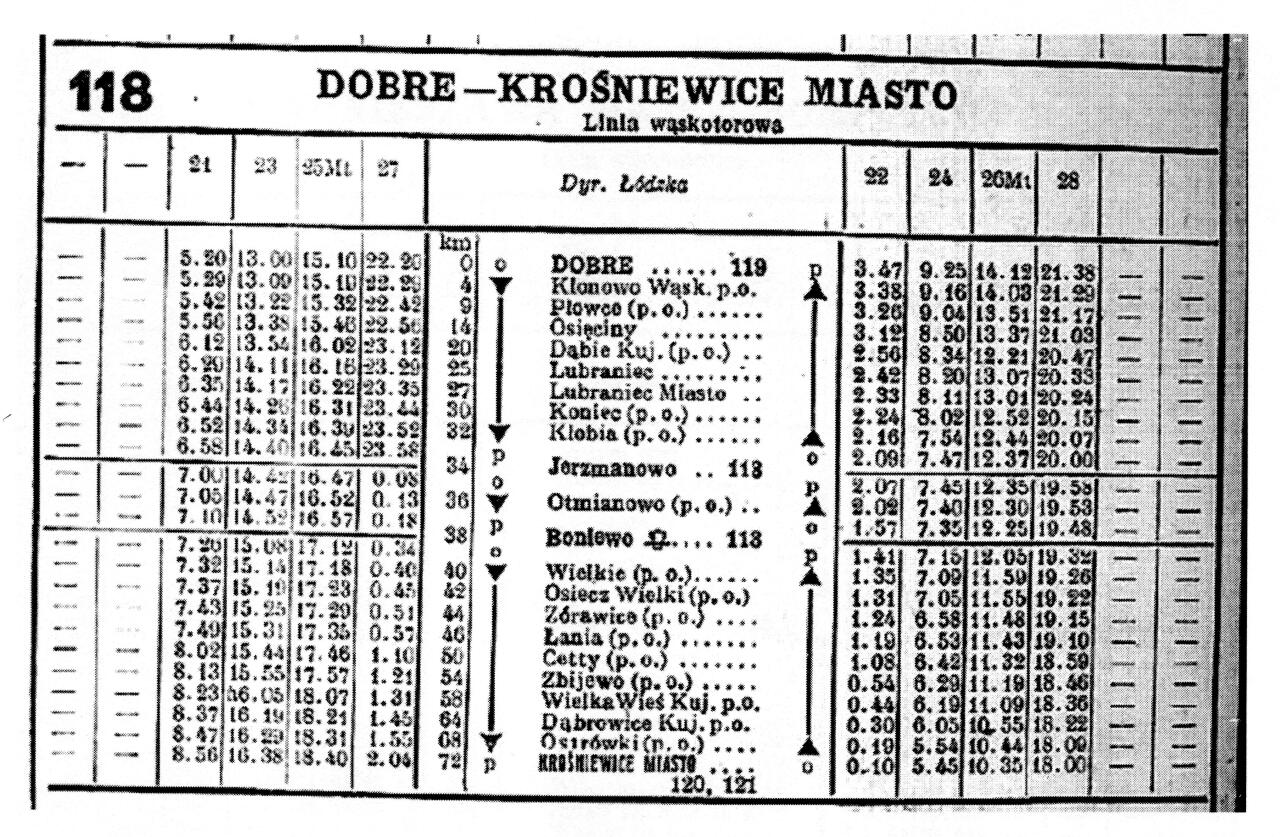 118 DOBRE—KROŚNIEWICE MIASTO
Linia wąskotorowa
— — 21 23 25Mt 27 Dyr. Łódzka 22 24 26Mt 28 — —
km
— — 5.20 13.00 15.10 22.20 0 o DOBRE ...... 119 p 3.47 9.25 14.12 21.38 — —
— — 5.29 13.09 15.19 22.29 4 Kłonowo Wąsk. p.o. 3.38 9.16 14.03 21.29 — —
— — 5.42 13.22 15.32 22.42 9 Płowce (p.o.) ...... 3.26 9.04 13.51 21.17 — —
— — 5.56 13.38 15.46 22.56 14 Osięciny ......... 3.12 8.50 13.37 21.03 — —
— — 6.12 13.54 16.02 23.12 20 Dąbie Kuj. (p.o.) .. 2.56 8.34 12.21 20.47 — —
— — 6.29 14.11 16.16 23.29 25 Lubraniec ......... 2.42 8.20 13.07 20.33 — —
— — 6.35 14.17 16.22 23.35 27 Lubraniec Miasto .. 2.33 8.11 13.01 20.24 — —
— — 6.44 14.26 16.31 23.44 30 Koniec (p.o.) ...... 2.24 8.02 12.52 20.15 — —
— — 6.52 14.34 16.39 23.52 32 Kłobia (p.o.) ...... 2.16 7.54 12.44 20.07 — —
— — 6.58 14.40 16.45 23.58 34 p Jerzmanowo .. 113 o 2.09 7.47 12.37 20.00 — —
— — 7.00 14.42 16.47 0.08 o p 2.07 7.45 12.35 19.58 — —
— — 7.05 14.47 16.52 0.13 36 Otmianowo (p.o.) .. 2.02 7.40 12.30 19.53 — —
— — 7.10 14.52 16.57 0.18 38 p Boniewo .... 113 o 1.57 7.35 12.25 19.48 — —
— — 7.26 15.08 17.12 0.34 o p 1.41 7.15 12.05 19.32 — —
— — 7.32 15.14 17.18 0.40 40 Wielkie (p.o.) ...... 1.35 7.09 11.59 19.26 — —
— — 7.37 15.19 17.23 0.45 42 Osiecz Wielki (p.o.) 1.31 7.05 11.55 19.22 — —
— — 7.43 15.25 17.29 0.51 44 Zórawice (p.o.) .... 1.24 6.58 11.48 19.15 — —
— — 7.49 15.31 17.35 0.57 46 Łania (p.o.) ...... 1.19 6.53 11.43 19.10 — —
— — 8.02 15.44 17.46 1.10 50 Cetty (p.o.) ....... 1.08 6.42 11.32 18.59 — —
— — 8.13 15.55 17.57 1.21 54 Zbijewo (p.o.) ..... 0.54 6.29 11.19 18.46 — —
— — 8.23 16.05 18.07 1.31 58 Wielka Wieś Kuj. p.o. 0.44 6.19 11.09 18.36 — —
— — 8.37 16.19 18.21 1.45 64 Dąbrowice Kuj. p.o. 0.30 6.05 10.55 18.22 — —
— — 8.47 16.29 18.31 1.55 68 Ostrówki (p.o.) .... 0.19 5.54 10.44 18.09 — —
— — 8.56 16.38 18.40 2.04 72 p KROŚNIEWICE MIASTO .... o 0.10 5.45 10.35 18.00 — —
120, 121